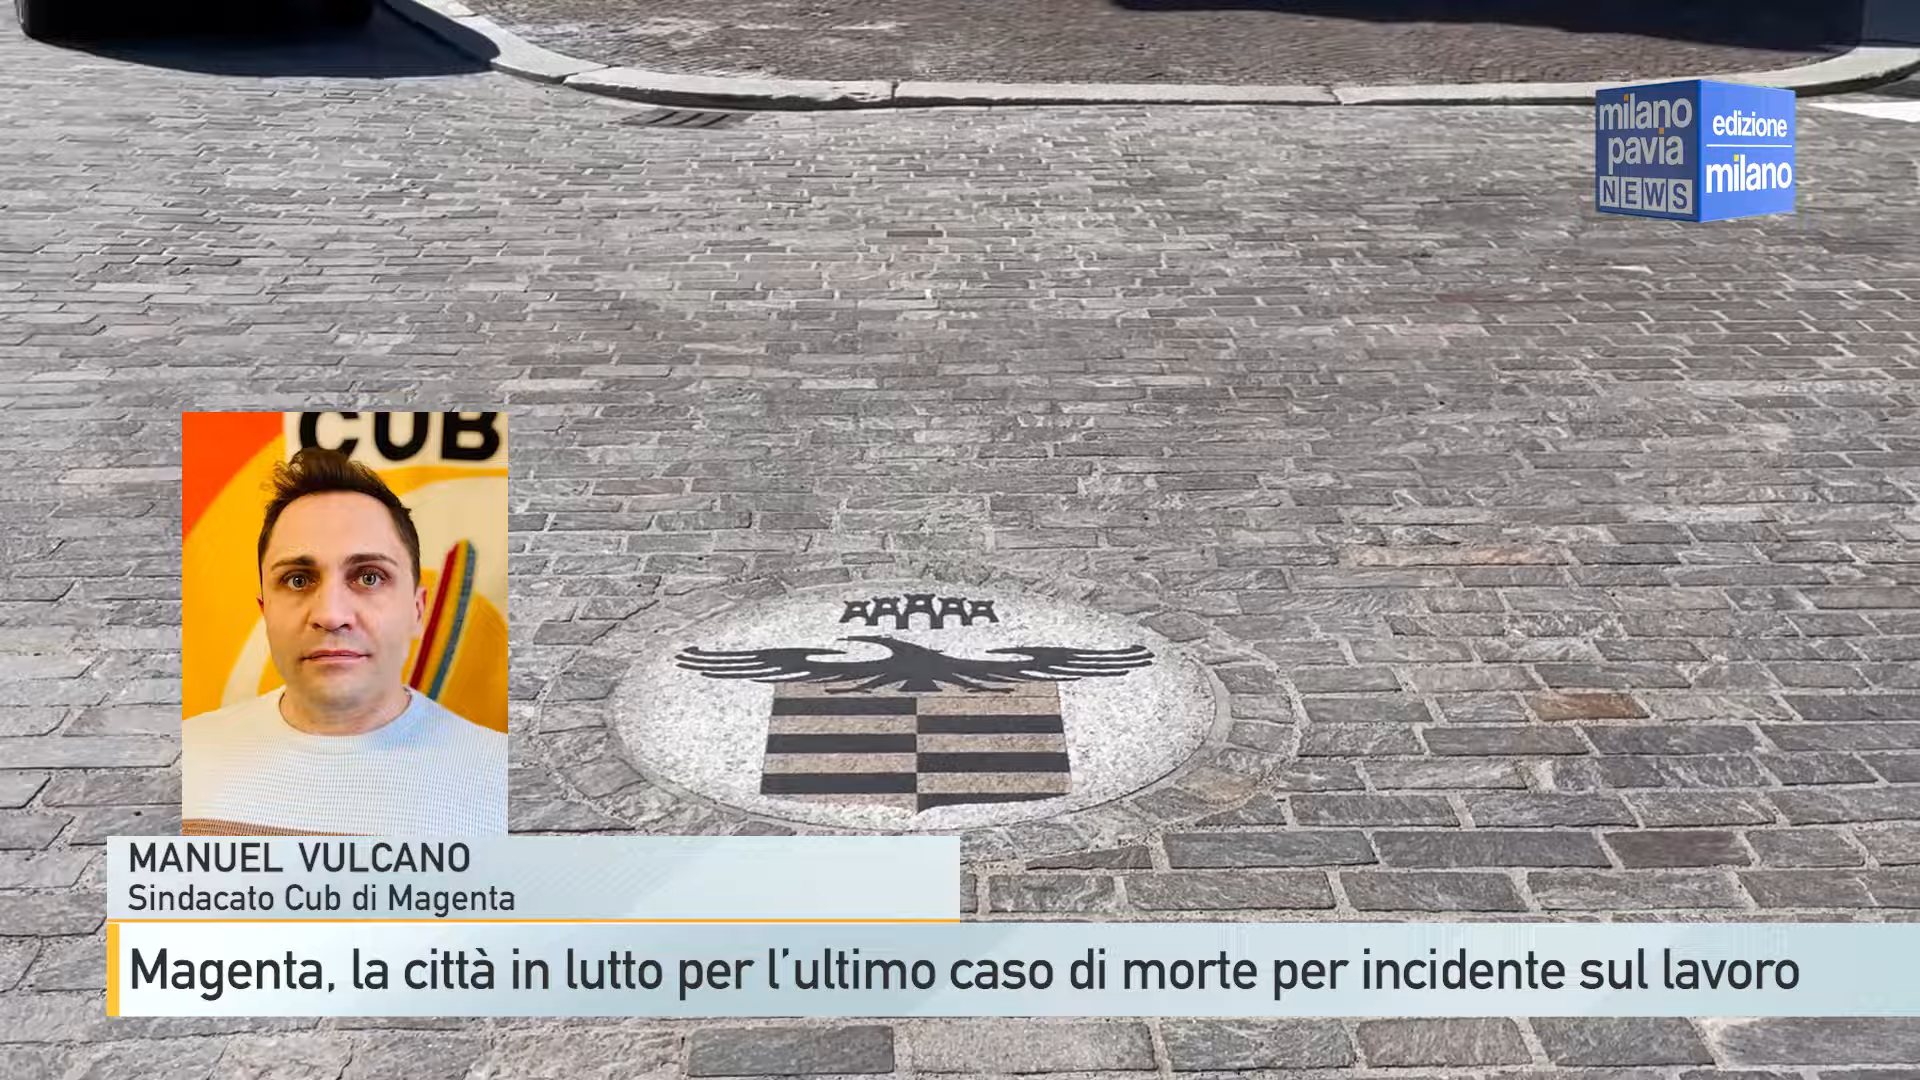 milano
pavia
NEWS
edizione
milano
CUB
MANUEL VULCANO
Sindacato Cub di Magenta
Magenta, la città in lutto per l'ultimo caso di morte per incidente sul lavoro